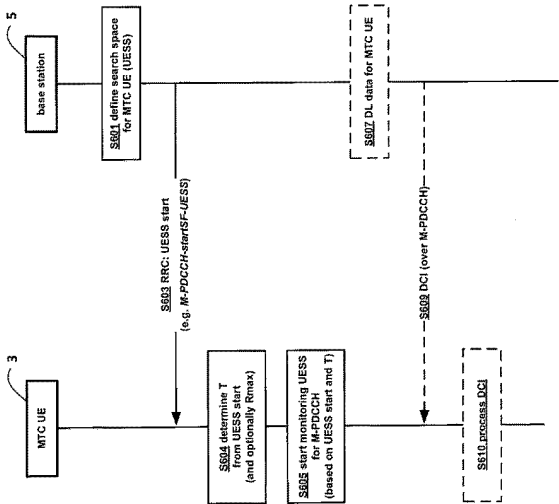 3
5
MTC UE
base station
S601 define search space
for MTC UE (UESS)
S603 RRC: UESS start
(e.g. M-PDCCH-startSF-UESS)
S604 determine T
from UESS start
(and optionally Rmax)
S605 start monitoring UESS
for M-PDCCH
(based on UESS start and T)
S607 DL data for MTC UE
S609 DCI (over M-PDCCH)
S610 process DCI